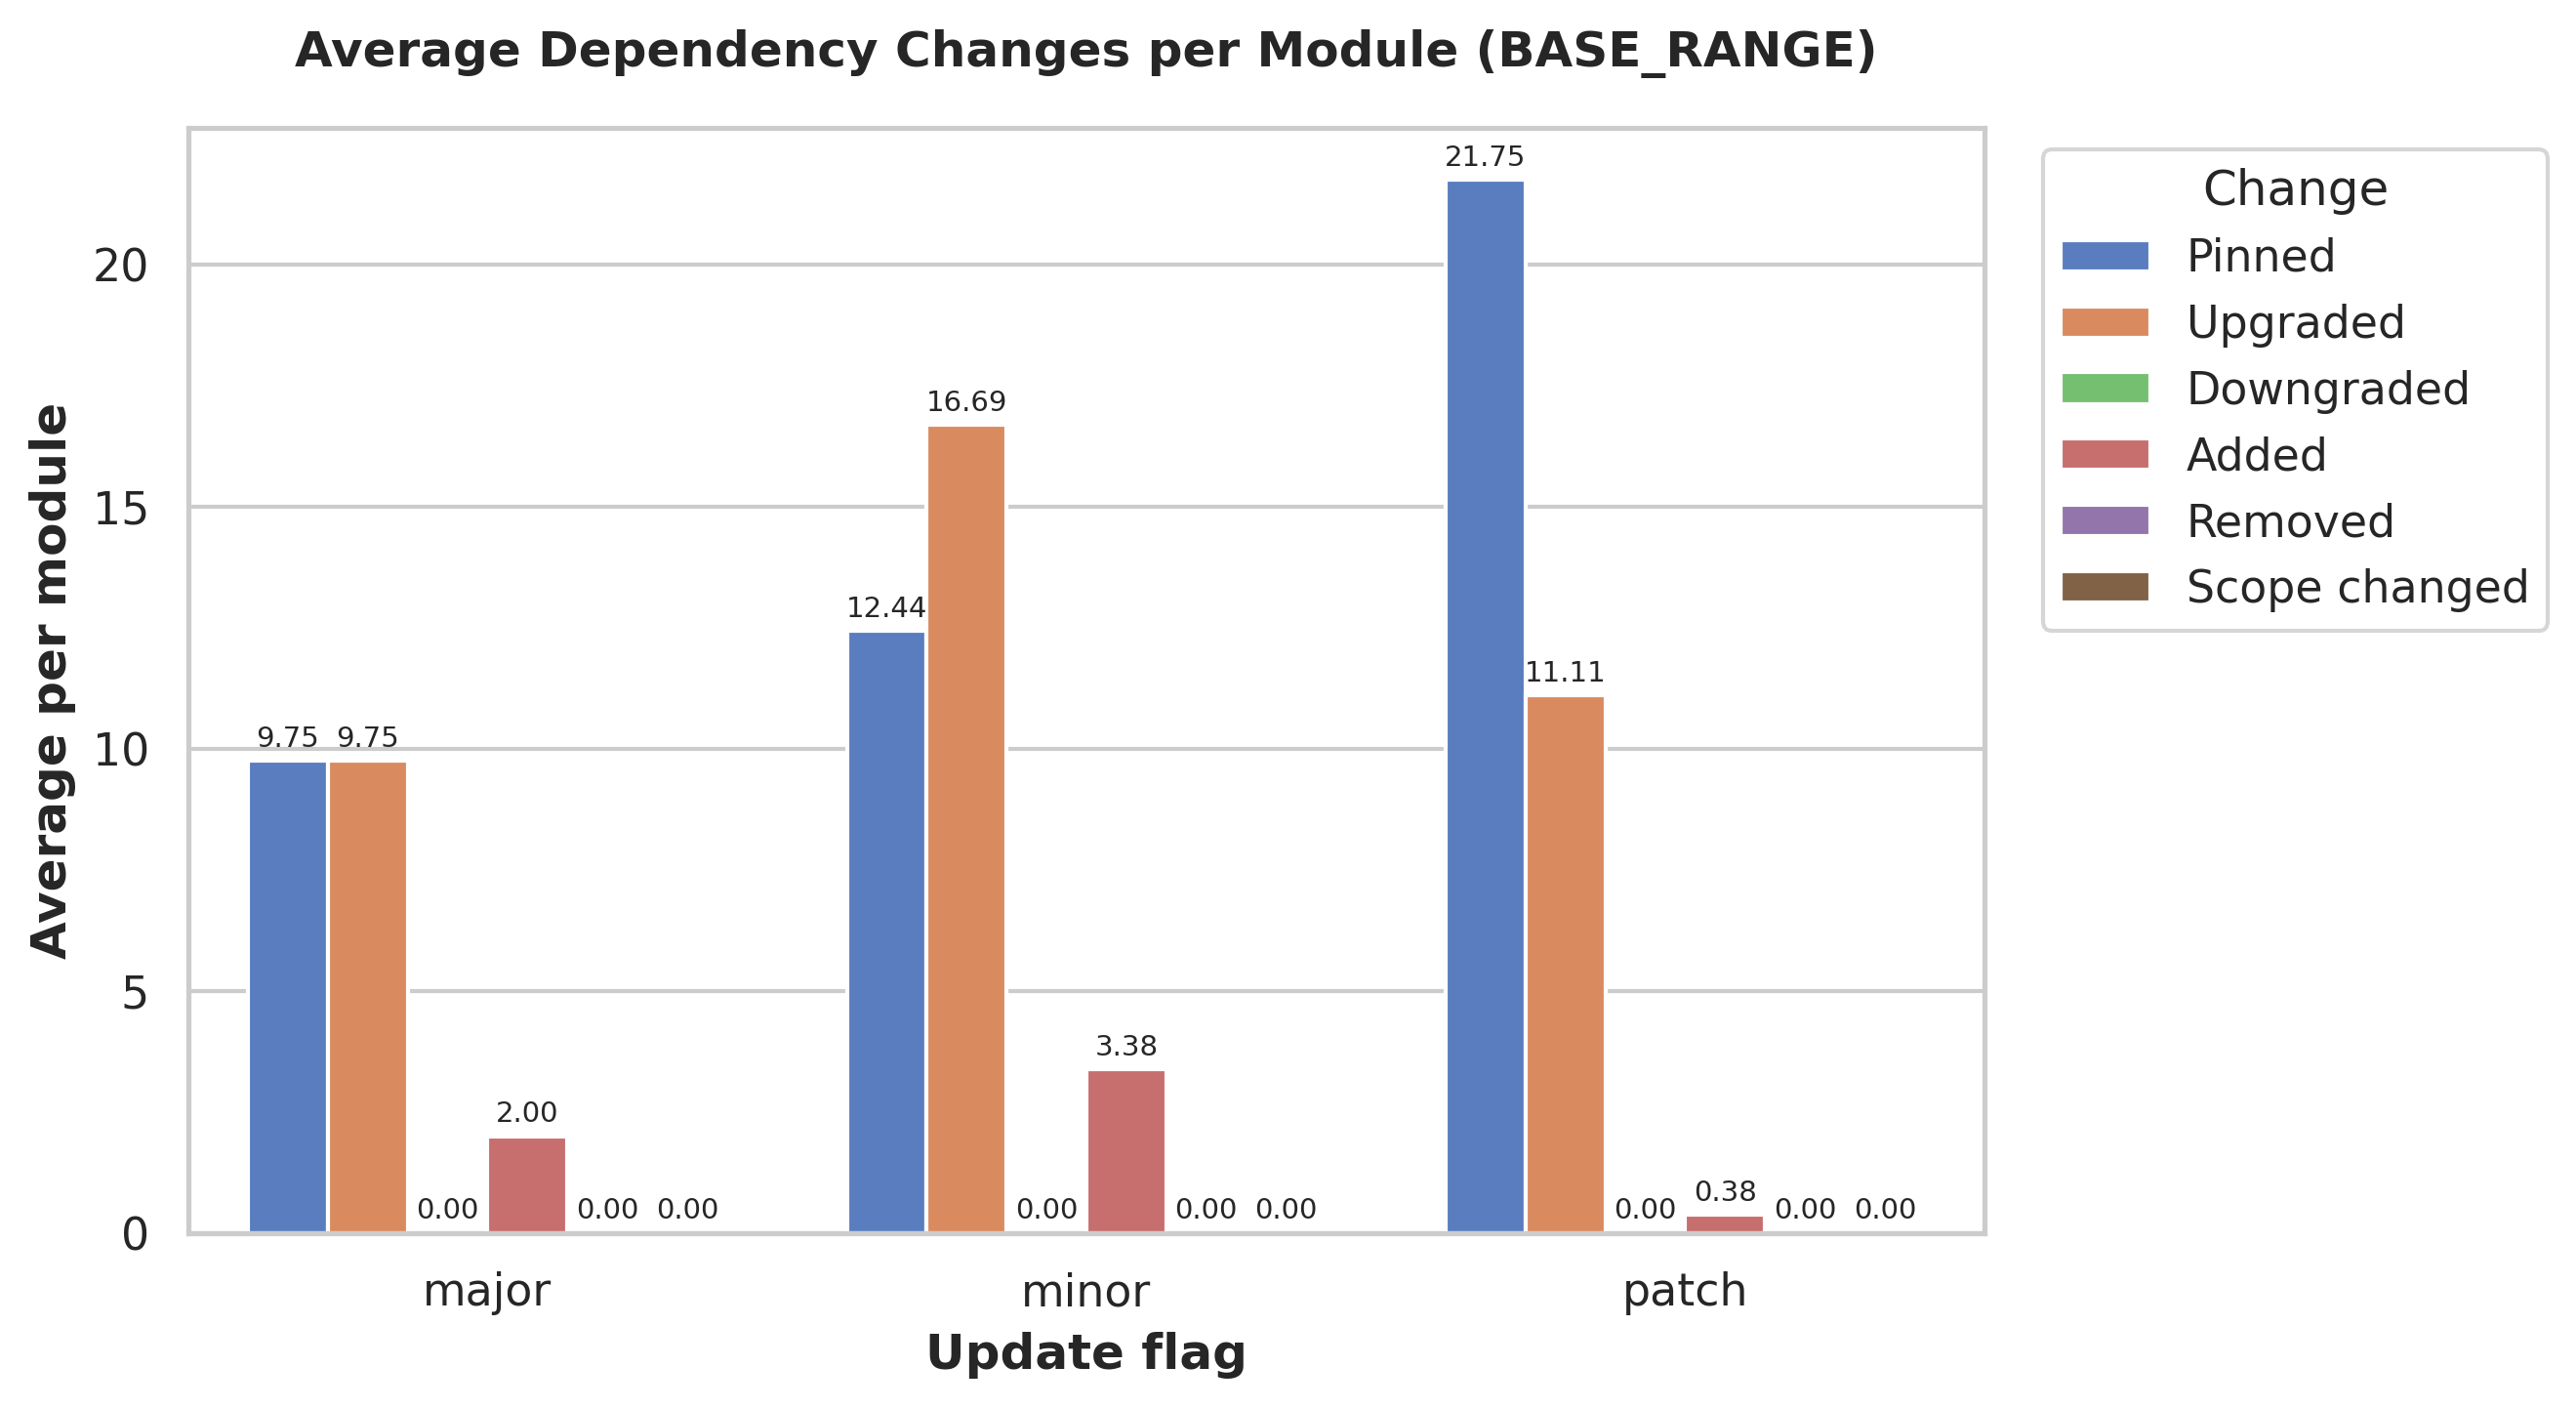 Average Dependency Changes per Module (BASE_RANGE)
Average per module
20
15
10
5
0
9.75
9.75
0.00
2.00
0.00
0.00
12.44
16.69
0.00
3.38
0.00
0.00
21.75
11.11
0.00
0.38
0.00
0.00
major
minor
patch
Update flag
Change
Pinned
Upgraded
Downgraded
Added
Removed
Scope changed